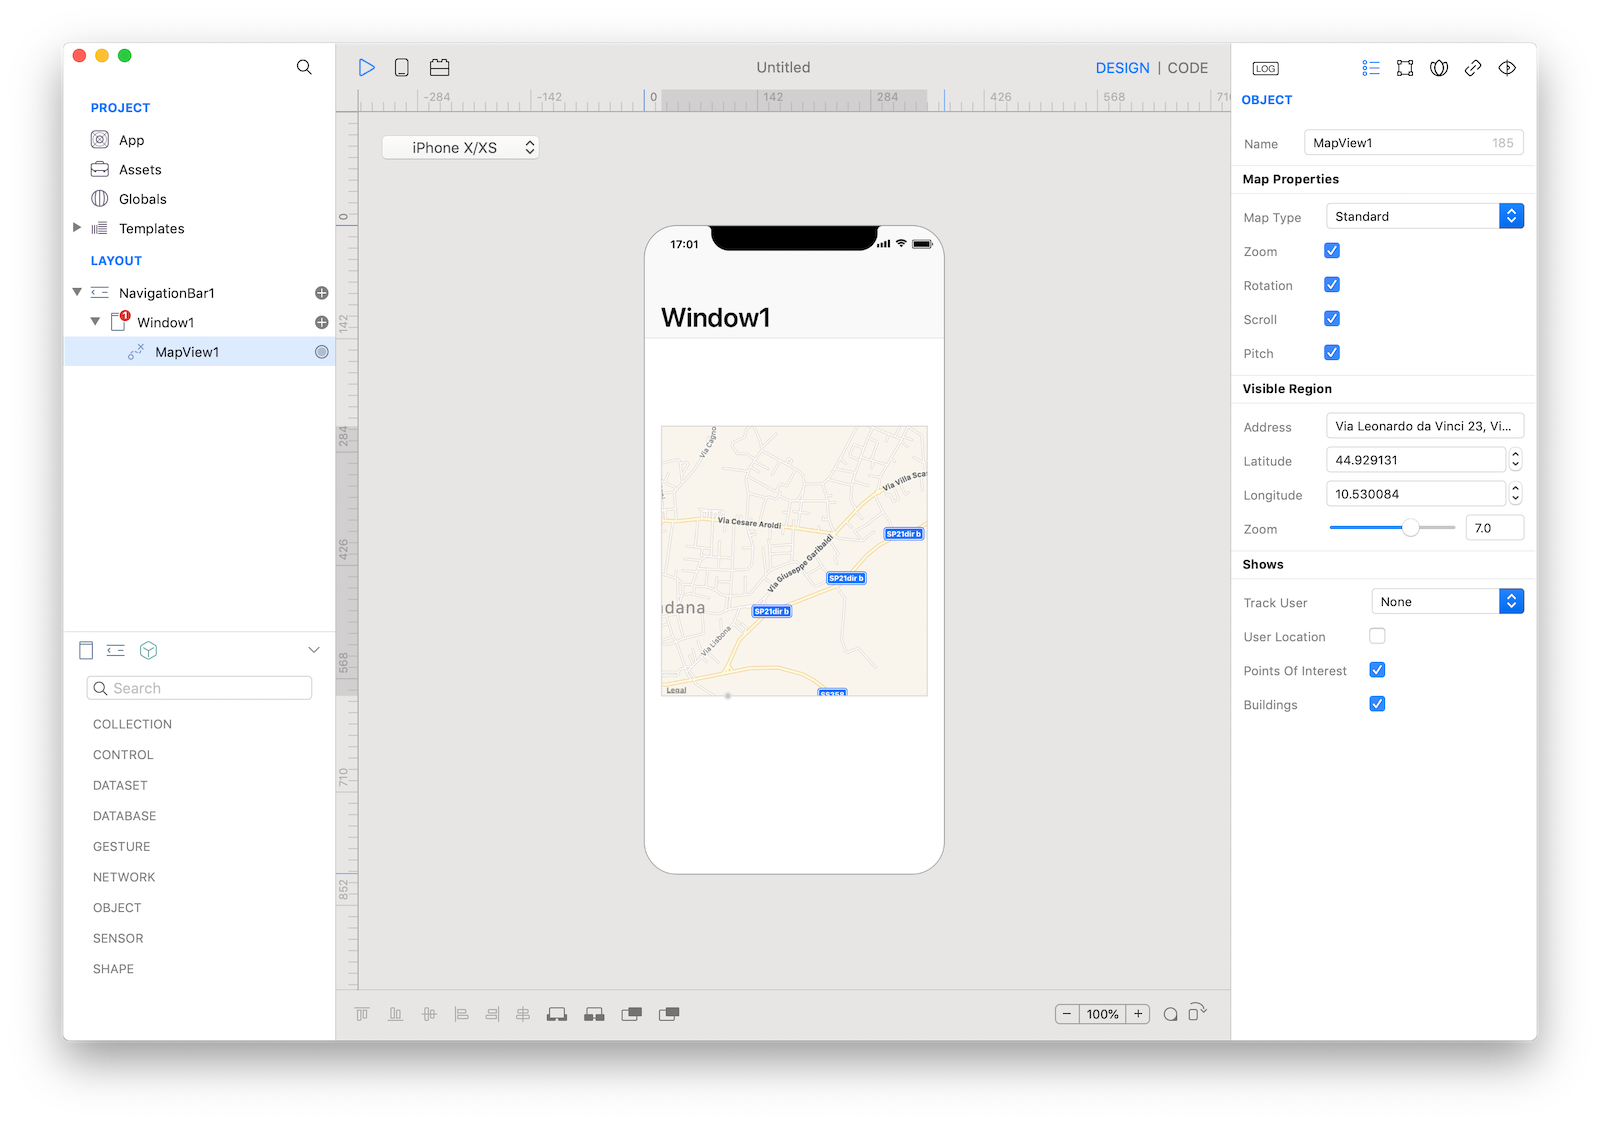 PROJECT
App
Assets
Globals
Templates
LAYOUT
NavigationBar1
1
Window1
MapView1
Search
COLLECTION
CONTROL
DATASET
DATABASE
GESTURE
NETWORK
OBJECT
SENSOR
SHAPE
Untitled
DESIGN | CODE
-284 -142 0 142 284 426 568 710
0
142
284
426
568
710
852
iPhone X/XS
17:01
Window1
Via Cagno
Via Cesare Aroldi
Via Giuseppe Garibaldi
SP21dir b
SP21dir b
SP21dir b
Via Lisbona
Legal
100%
LOG
OBJECT
Name MapView1 185
Map Properties
Map Type Standard
Zoom
Rotation
Scroll
Pitch
Visible Region
Address Via Leonardo da Vinci 23, Vi...
Latitude 44.929131
Longitude 10.530084
Zoom 7.0
Shows
Track User None
User Location
Points Of Interest
Buildings